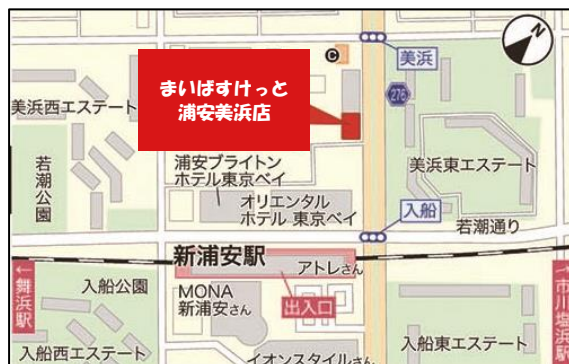 N
C
美浜
まいばすけっと
浦安美浜店
276
美浜西エステート
若潮公園
浦安ブライトン
ホテル東京ベイ
美浜東エステート
オリエンタル
ホテル 東京ベイ
入船
若潮通り
新浦安駅
アトレさん
←舞浜駅
入船公園
MONA
新浦安さん
出入口
→市川塩浜駅
入船西エステート
イオンスタイルさん
入船東エステート